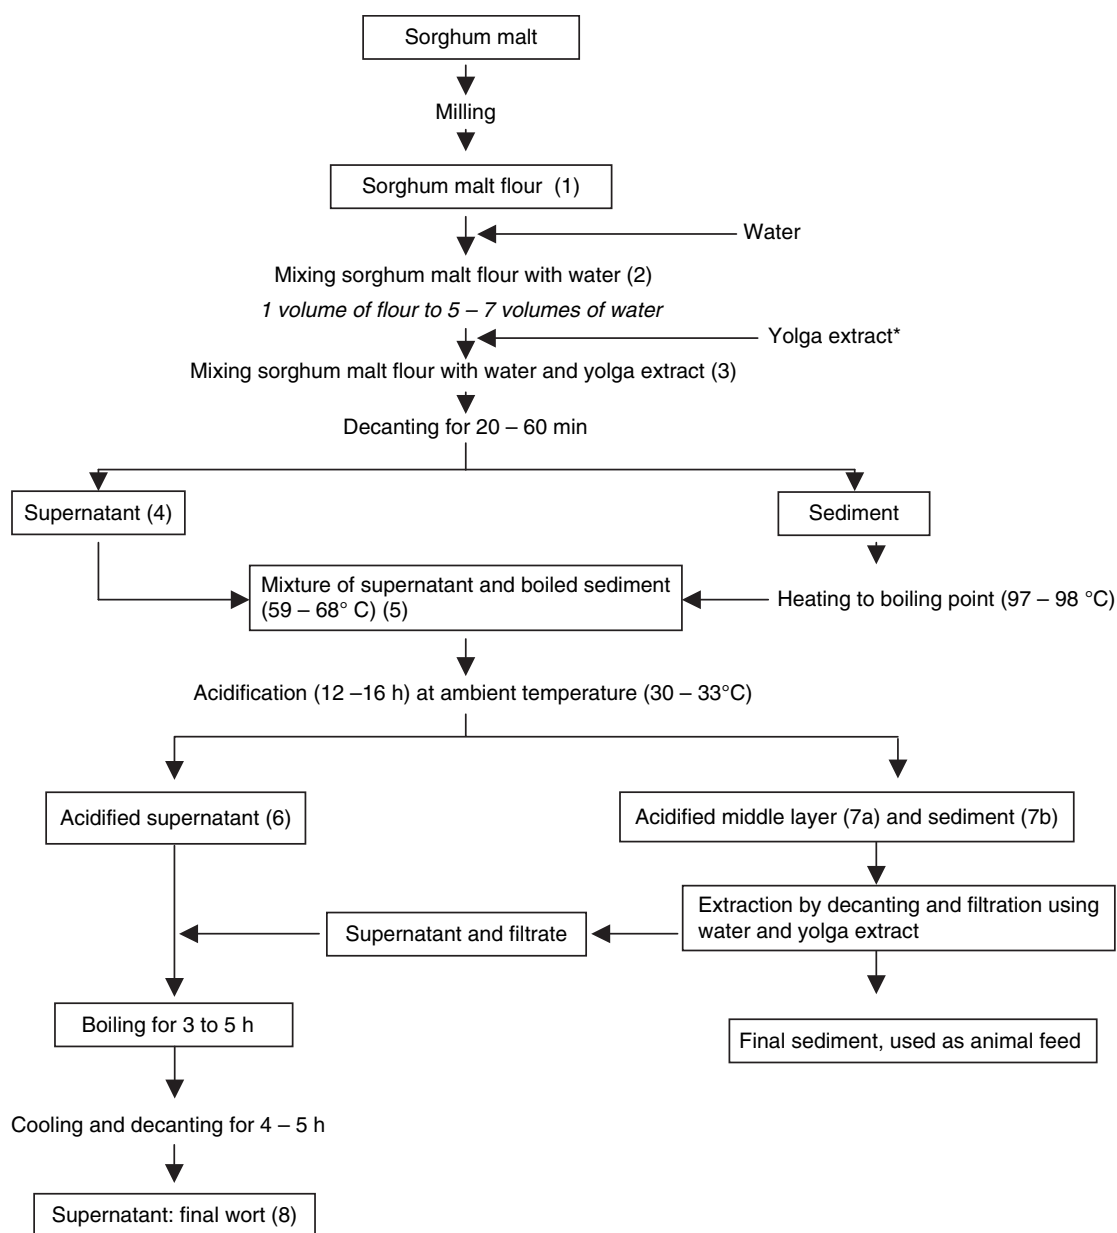 Sorghum malt
Milling
Sorghum malt flour (1)
Water
Mixing sorghum malt flour with water (2)
1 volume of flour to 5 – 7 volumes of water
Yolga extract*
Mixing sorghum malt flour with water and yolga extract (3)
Decanting for 20 – 60 min
Supernatant (4)
Sediment
Mixture of supernatant and boiled sediment
(59 – 68° C) (5)
Heating to boiling point (97 – 98 °C)
Acidification (12 –16 h) at ambient temperature (30 – 33°C)
Acidified supernatant (6)
Acidified middle layer (7a) and sediment (7b)
Extraction by decanting and filtration using
water and yolga extract
Supernatant and filtrate
Boiling for 3 to 5 h
Final sediment, used as animal feed
Cooling and decanting for 4 – 5 h
Supernatant: final wort (8)